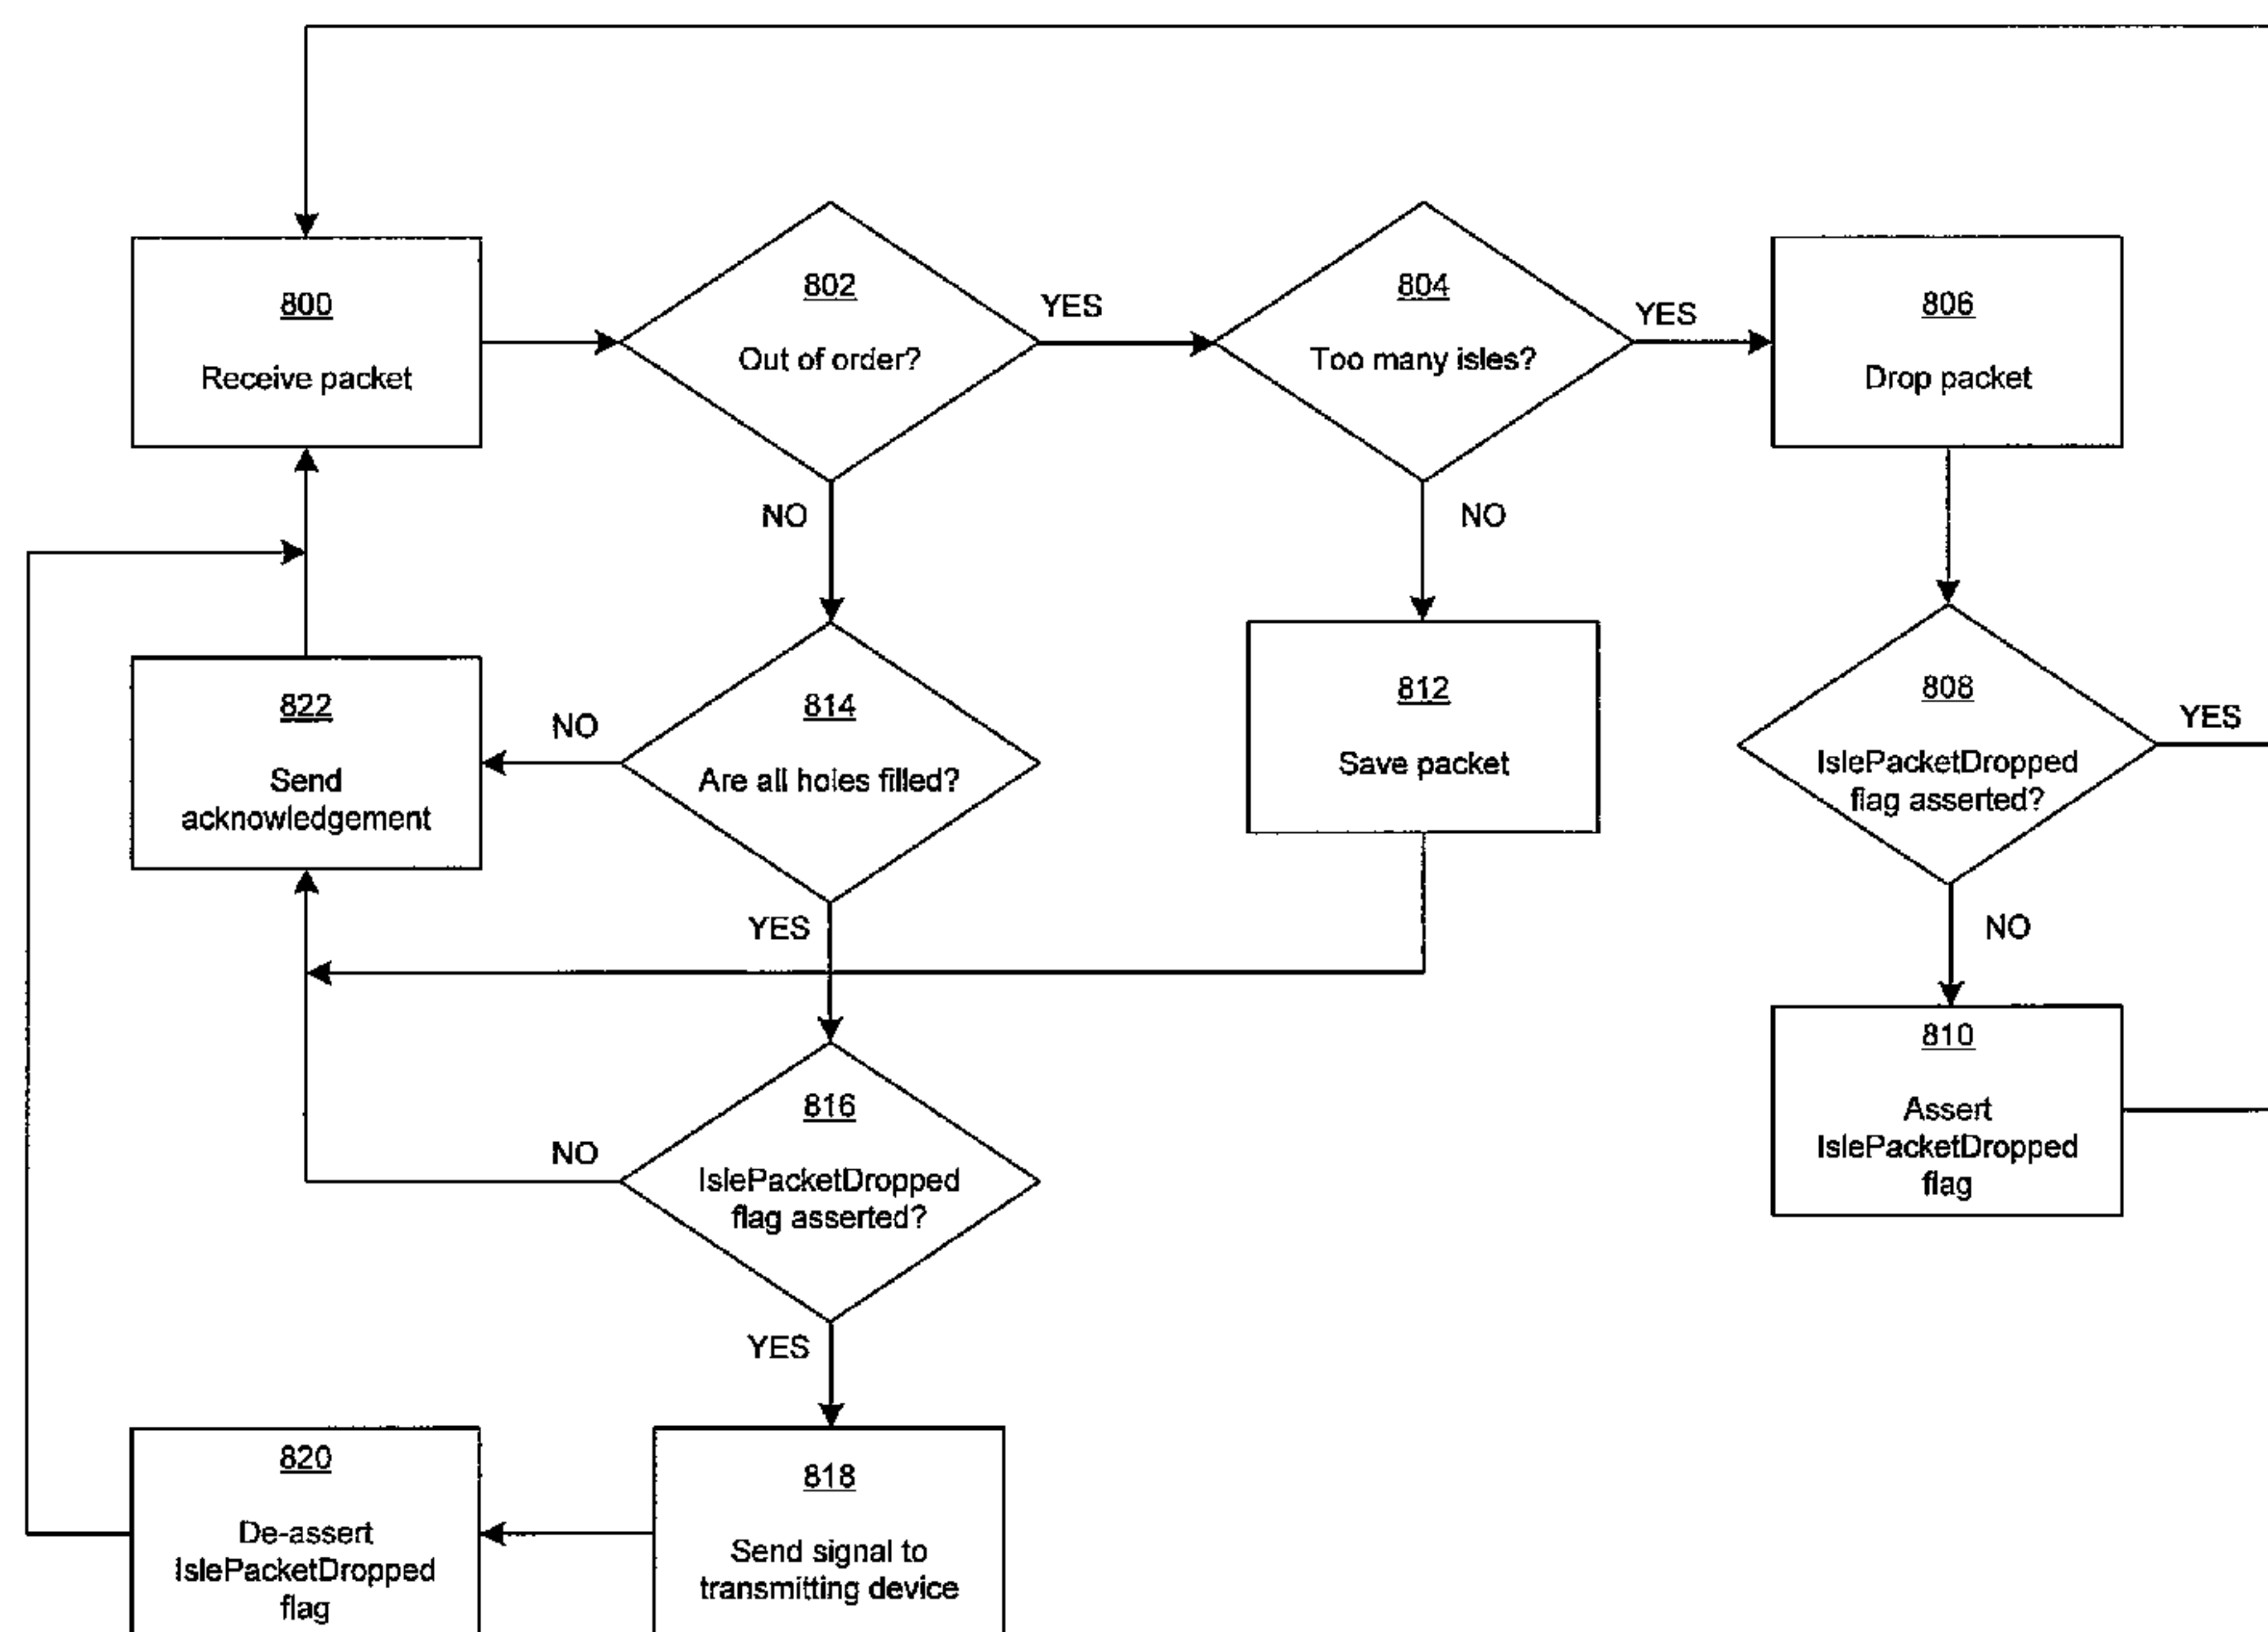 800
Receive packet
802
Out of order?
YES
804
Too many isles?
YES
806
Drop packet
NO
NO
822
Send
acknowledgement
NO
814
Are all holes filled?
812
Save packet
808
IslePacketDropped
flag asserted?
YES
YES
NO
816
IslePacketDropped
flag asserted?
NO
810
Assert
IslePacketDropped
flag
YES
820
De-assert
IslePacketDropped
flag
818
Send signal to
transmitting device